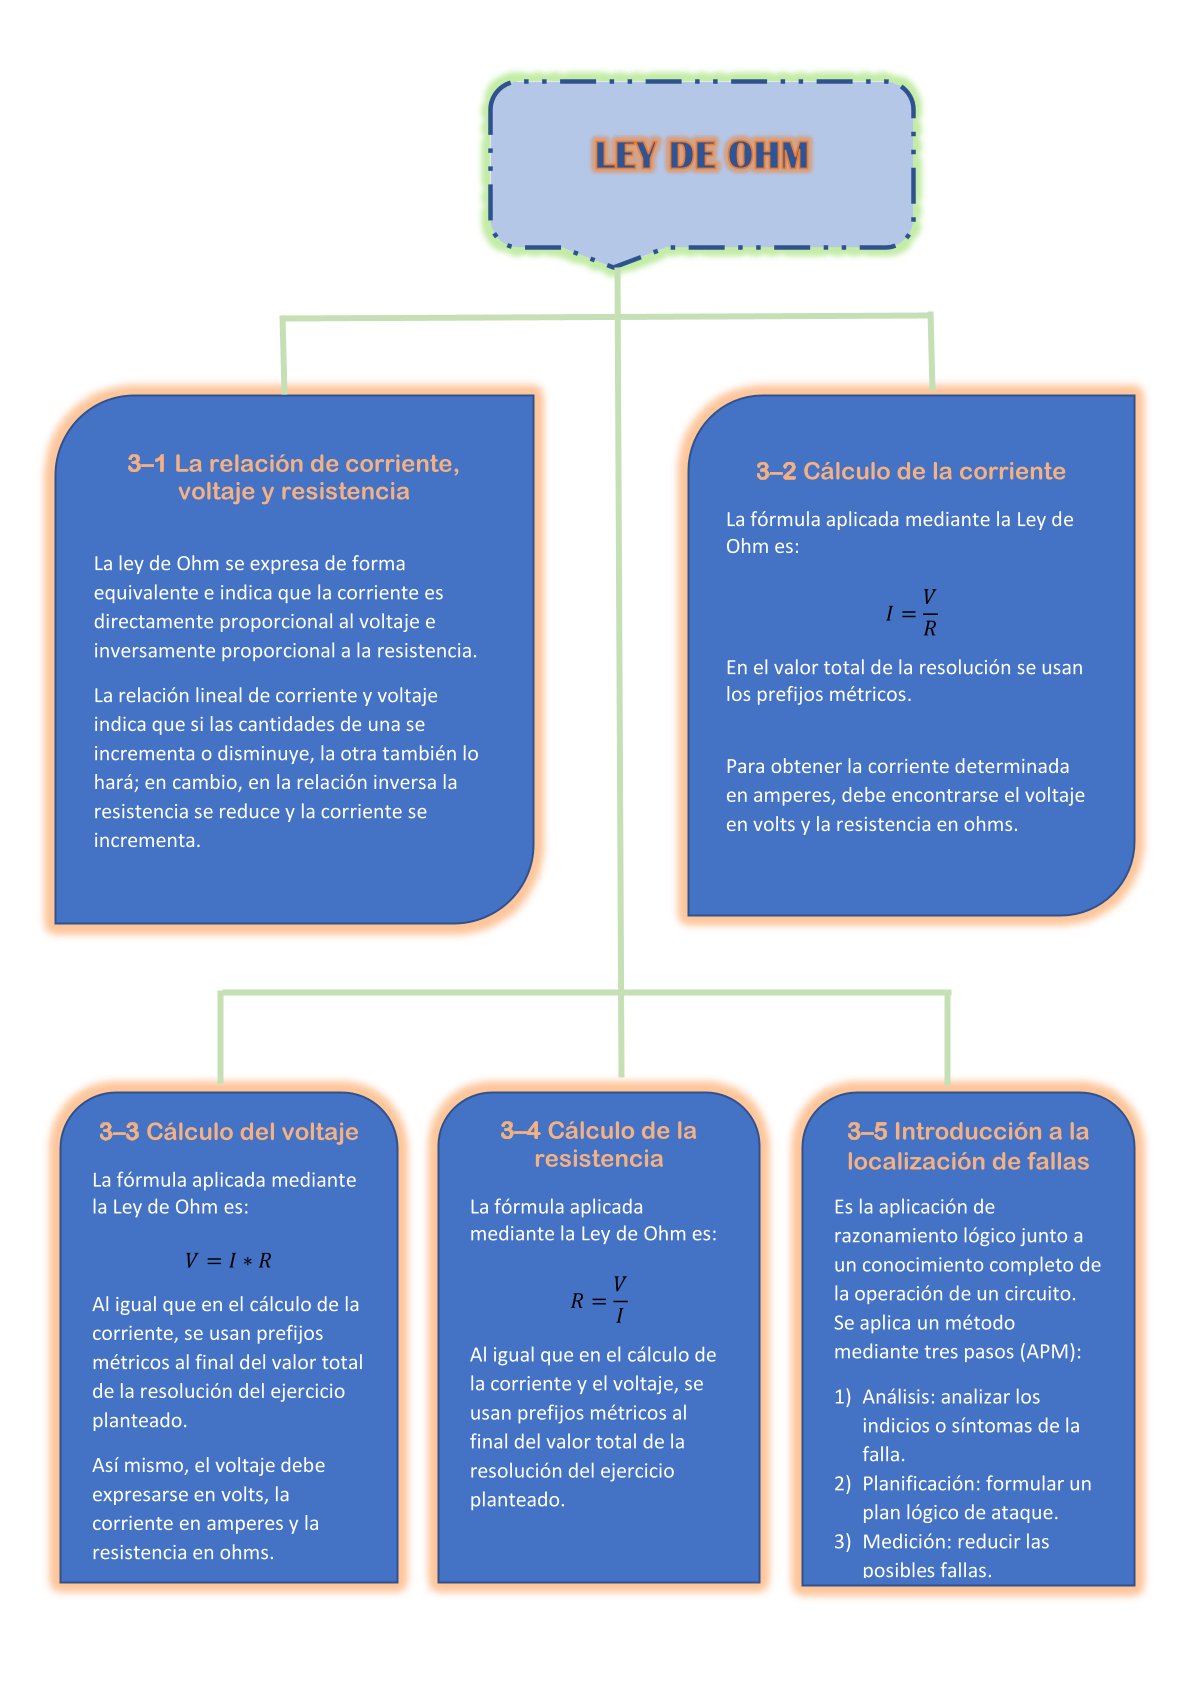 LEY DE OHM
3–1 La relación de corriente,
voltaje y resistencia
La ley de Ohm se expresa de forma
equivalente e indica que la corriente es
directamente proporcional al voltaje e
inversamente proporcional a la resistencia.
La relación lineal de corriente y voltaje
indica que si las cantidades de una se
incrementa o disminuye, la otra también lo
hará; en cambio, en la relación inversa la
resistencia se reduce y la corriente se
incrementa.
3–2 Cálculo de la corriente
La fórmula aplicada mediante la Ley de
Ohm es:
I = V/R
En el valor total de la resolución se usan
los prefijos métricos.
Para obtener la corriente determinada
en amperes, debe encontrarse el voltaje
en volts y la resistencia en ohms.
3–3 Cálculo del voltaje
La fórmula aplicada mediante
la Ley de Ohm es:
V = I ∗ R
Al igual que en el cálculo de la
corriente, se usan prefijos
métricos al final del valor total
de la resolución del ejercicio
planteado.
Así mismo, el voltaje debe
expresarse en volts, la
corriente en amperes y la
resistencia en ohms.
3–4 Cálculo de la
resistencia
La fórmula aplicada
mediante la Ley de Ohm es:
R = V/I
Al igual que en el cálculo de
la corriente y el voltaje, se
usan prefijos métricos al
final del valor total de la
resolución del ejercicio
planteado.
3–5 Introducción a la
localización de fallas
Es la aplicación de
razonamiento lógico junto a
un conocimiento completo de
la operación de un circuito.
Se aplica un método
mediante tres pasos (APM):
1) Análisis: analizar los
indicios o síntomas de la
falla.
2) Planificación: formular un
plan lógico de ataque.
3) Medición: reducir las
posibles fallas.